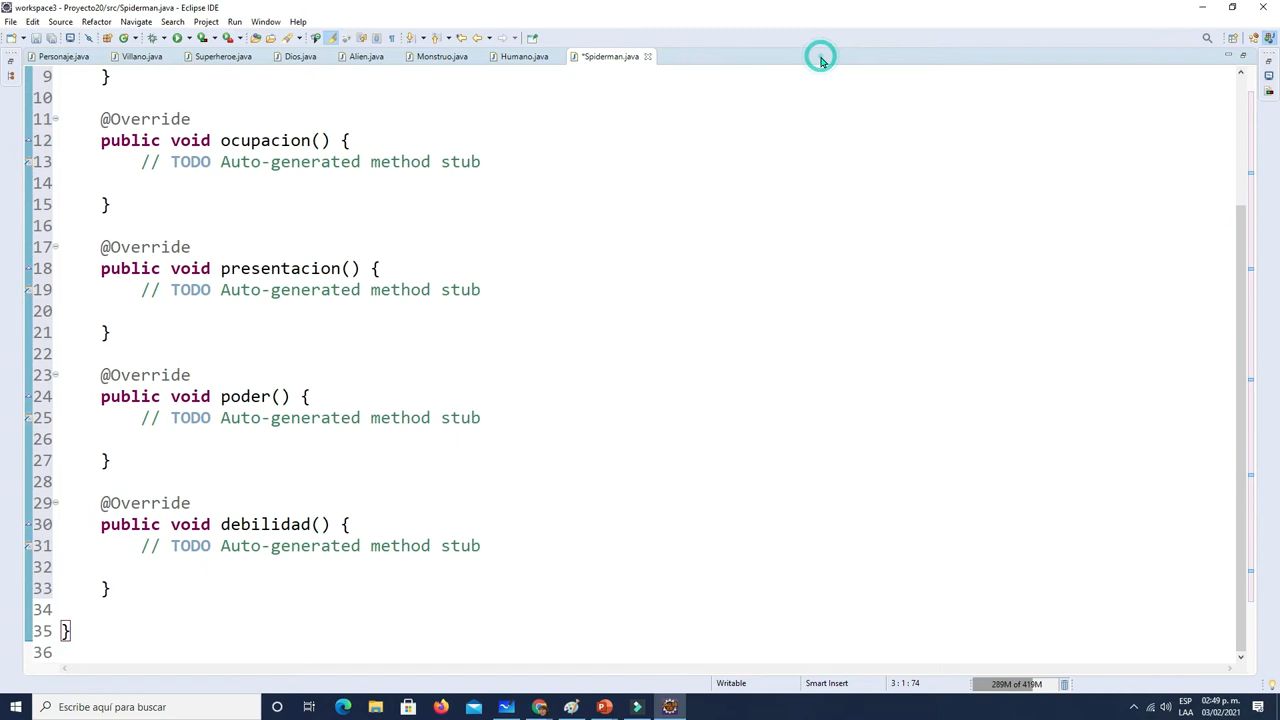 workspace3 - Proyecto20/src/Spiderman.java - Eclipse IDE
File Edit Source Refactor Navigate Search Project Run Window Help
Personaje.java Villano.java Superheroe.java Dios.java Alien.java Monstruo.java Humano.java *Spiderman.java
9 }
10
11 @Override
12 public void ocupacion() {
13 // TODO Auto-generated method stub
14
15 }
16
17 @Override
18 public void presentacion() {
19 // TODO Auto-generated method stub
20
21 }
22
23 @Override
24 public void poder() {
25 // TODO Auto-generated method stub
26
27 }
28
29 @Override
30 public void debilidad() {
31 // TODO Auto-generated method stub
32
33 }
34
35 }
36
Writable Smart Insert 3 : 1 : 74 289M of 419M
Escribe aquí para buscar
ESP 02:49 p. m.
LAA 03/02/2021